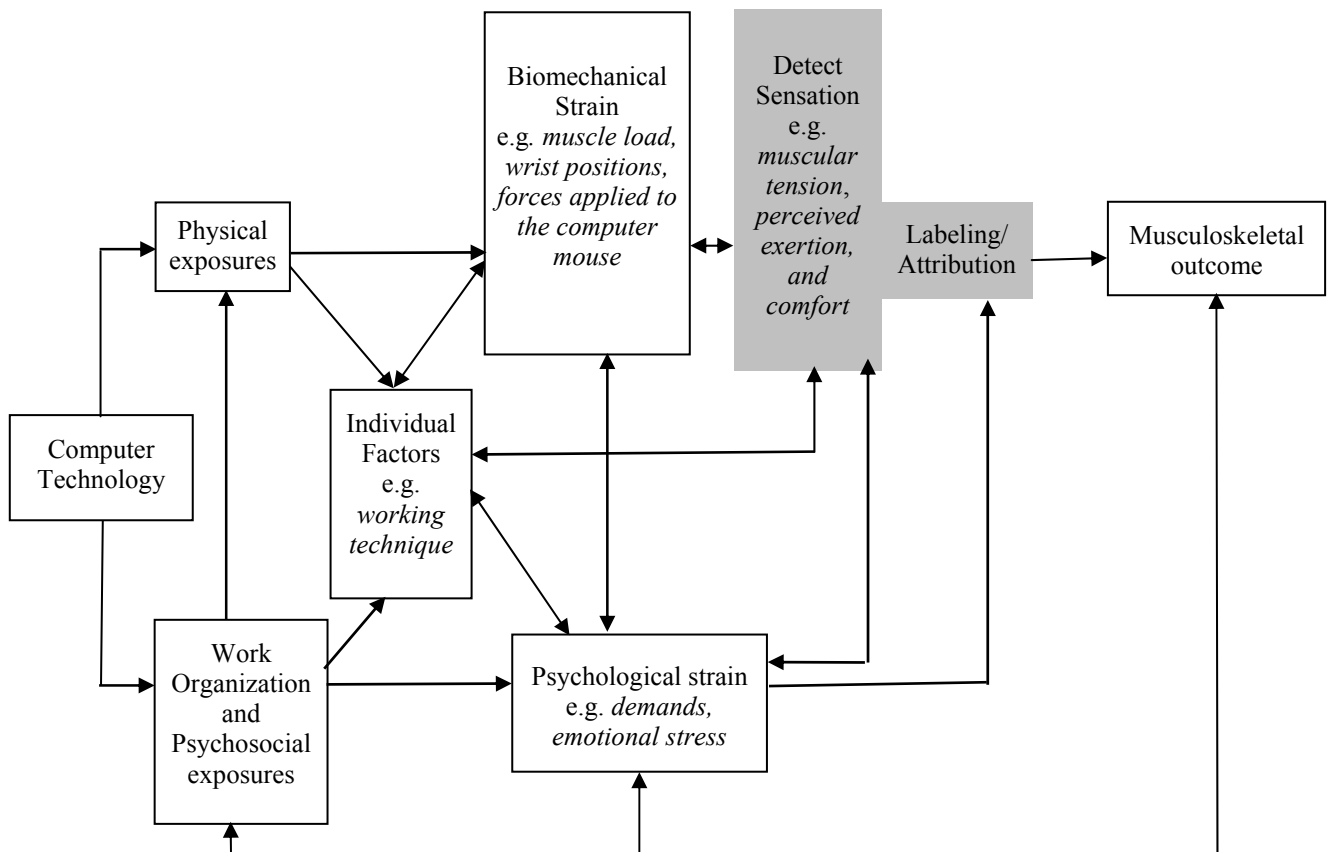 Biomechanical
Strain
e.g. muscle load,
wrist positions,
forces applied to
the computer
mouse
Detect
Sensation
e.g.
muscular
tension,
perceived
exertion,
and
comfort
Physical
exposures
Labeling/
Attribution
Musculoskeletal
outcome
Individual
Factors
e.g.
working
technique
Computer
Technology
Work
Organization
and
Psychosocial
exposures
Psychological strain
e.g. demands,
emotional stress